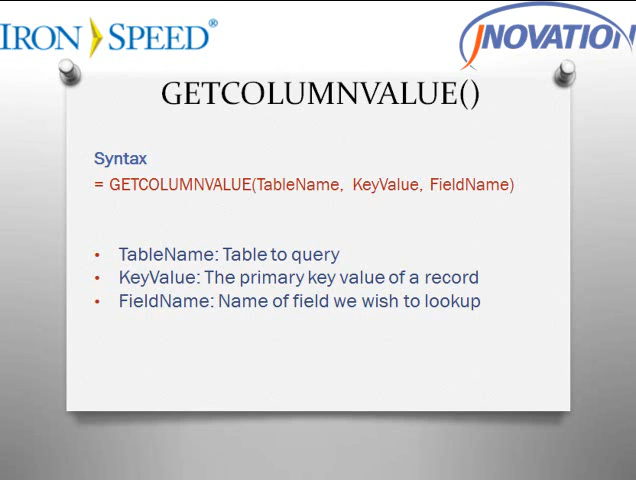 IRON SPEED®
JNOVATION
GETCOLUMNVALUE()
Syntax
= GETCOLUMNVALUE(TableName, KeyValue, FieldName)
• TableName: Table to query
• KeyValue: The primary key value of a record
• FieldName: Name of field we wish to lookup